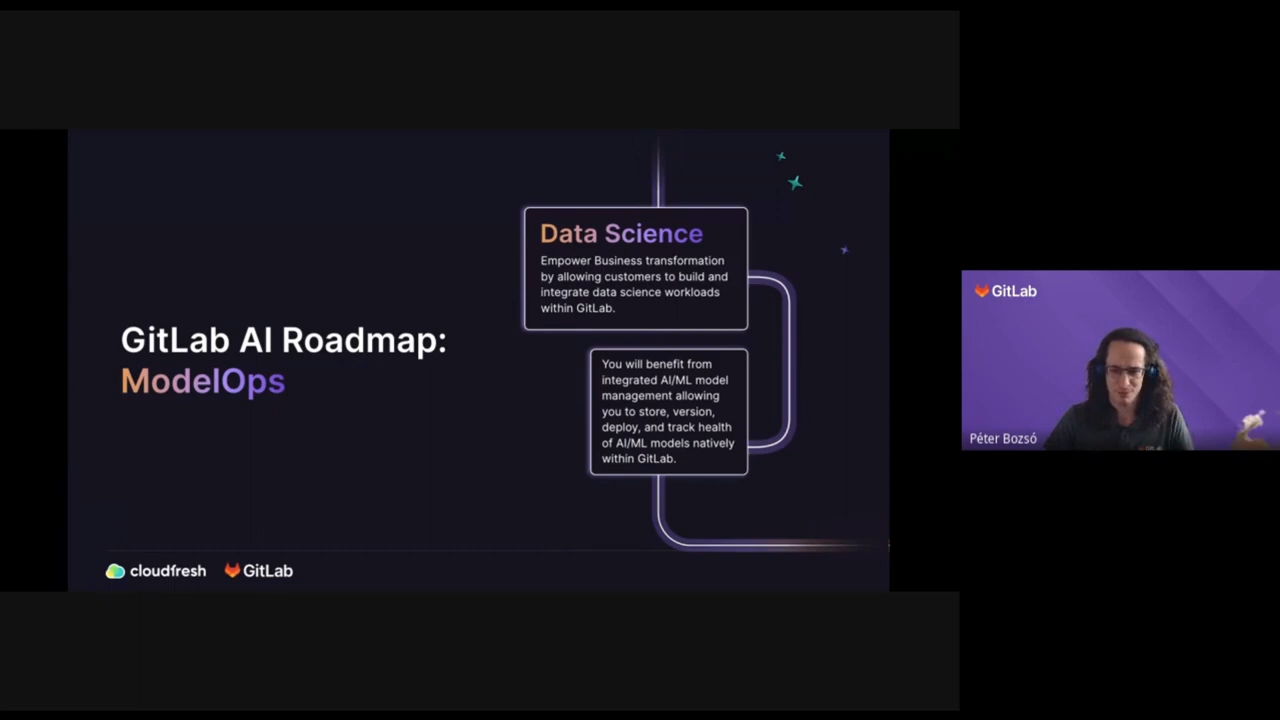 GitLab AI Roadmap:
ModelOps
Data Science
Empower Business transformation
by allowing customers to build and
integrate data science workloads
within GitLab.
You will benefit from
integrated AI/ML model
management allowing
you to store, version,
deploy, and track health
of AI/ML models natively
within GitLab.
cloudfresh GitLab
GitLab
Péter Bozsó